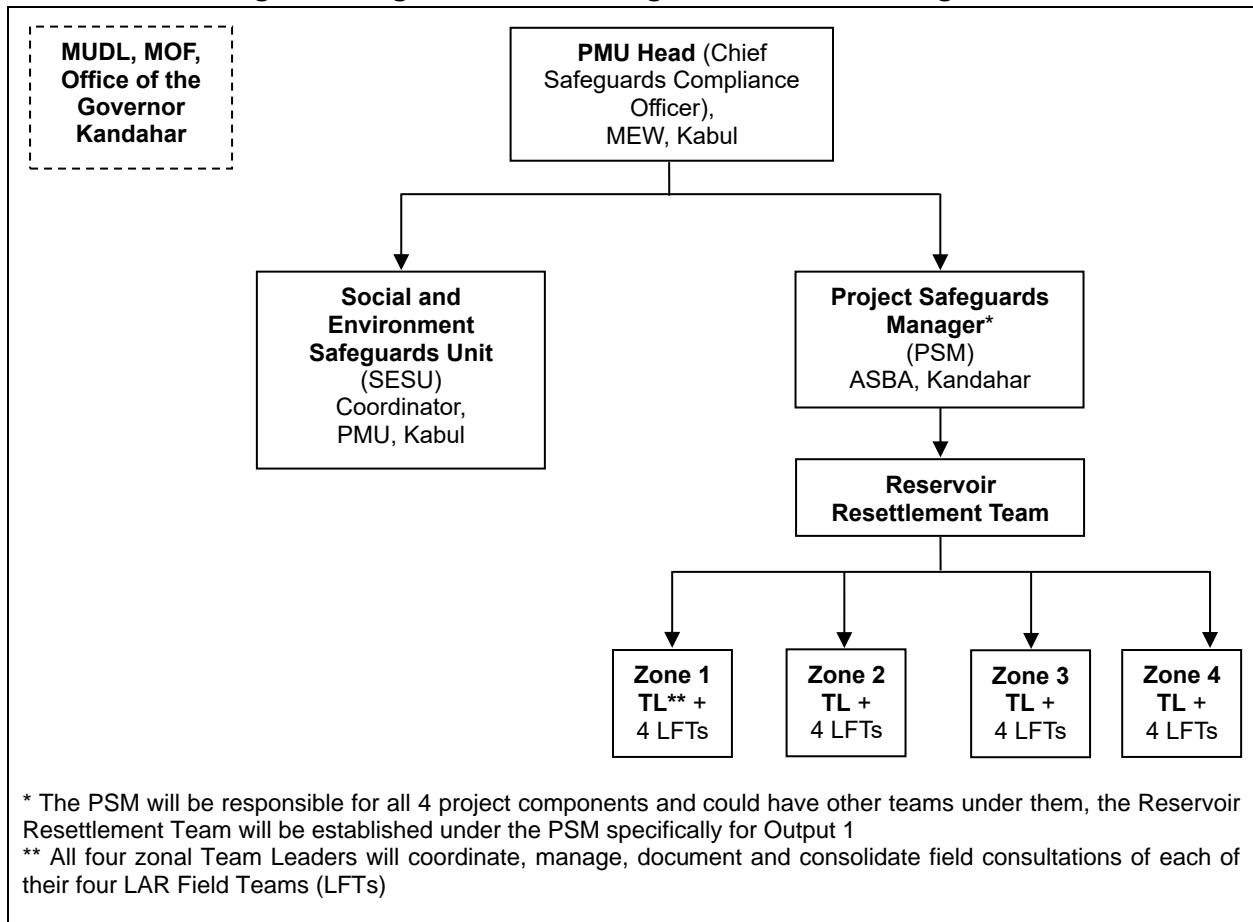 MUDL, MOF,
Office of the
Governor
Kandahar
PMU Head (Chief
Safeguards Compliance
Officer),
MEW, Kabul
Social and
Environment
Safeguards Unit
(SESU)
Coordinator,
PMU, Kabul
Project Safeguards
Manager*
(PSM)
ASBA, Kandahar
Reservoir
Resettlement Team
Zone 1
TL** +
4 LFTs
Zone 2
TL +
4 LFTs
Zone 3
TL +
4 LFTs
Zone 4
TL +
4 LFTs
* The PSM will be responsible for all 4 project components and could have other teams under them, the Reservoir
Resettlement Team will be established under the PSM specifically for Output 1
** All four zonal Team Leaders will coordinate, manage, document and consolidate field consultations of each of
their four LAR Field Teams (LFTs)